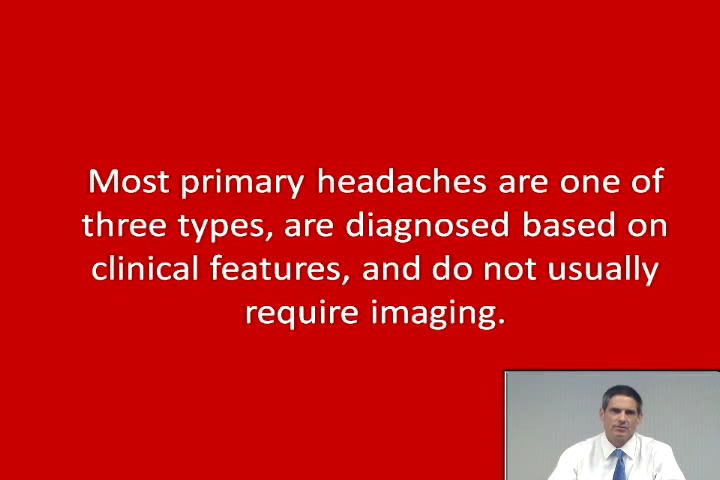 Most primary headaches are one of
three types, are diagnosed based on
clinical features, and do not usually
require imaging.